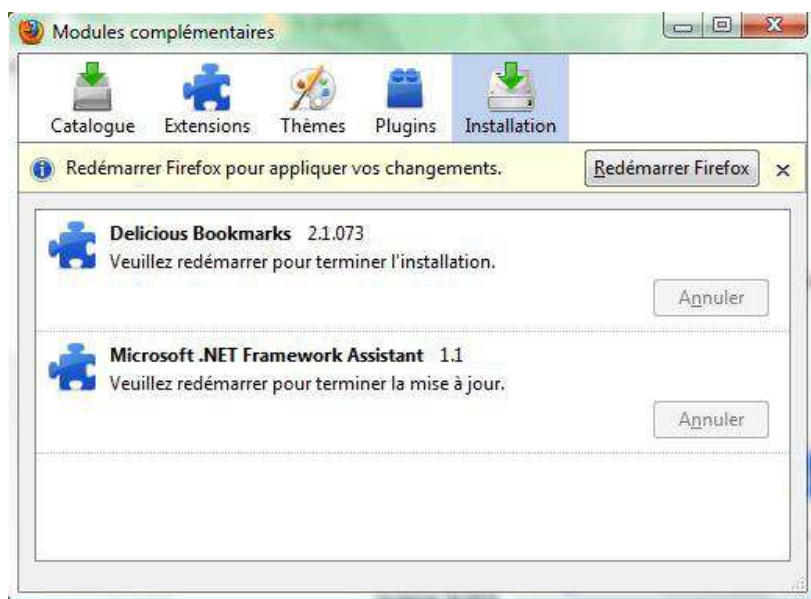 Modules complémentaires
Catalogue Extensions Thèmes Plugins Installation
Redémarrer Firefox pour appliquer vos changements. Redémarrer Firefox
Delicious Bookmarks 2.1.073
Veuillez redémarrer pour terminer l'installation.
Annuler
Microsoft .NET Framework Assistant 1.1
Veuillez redémarrer pour terminer la mise à jour.
Annuler